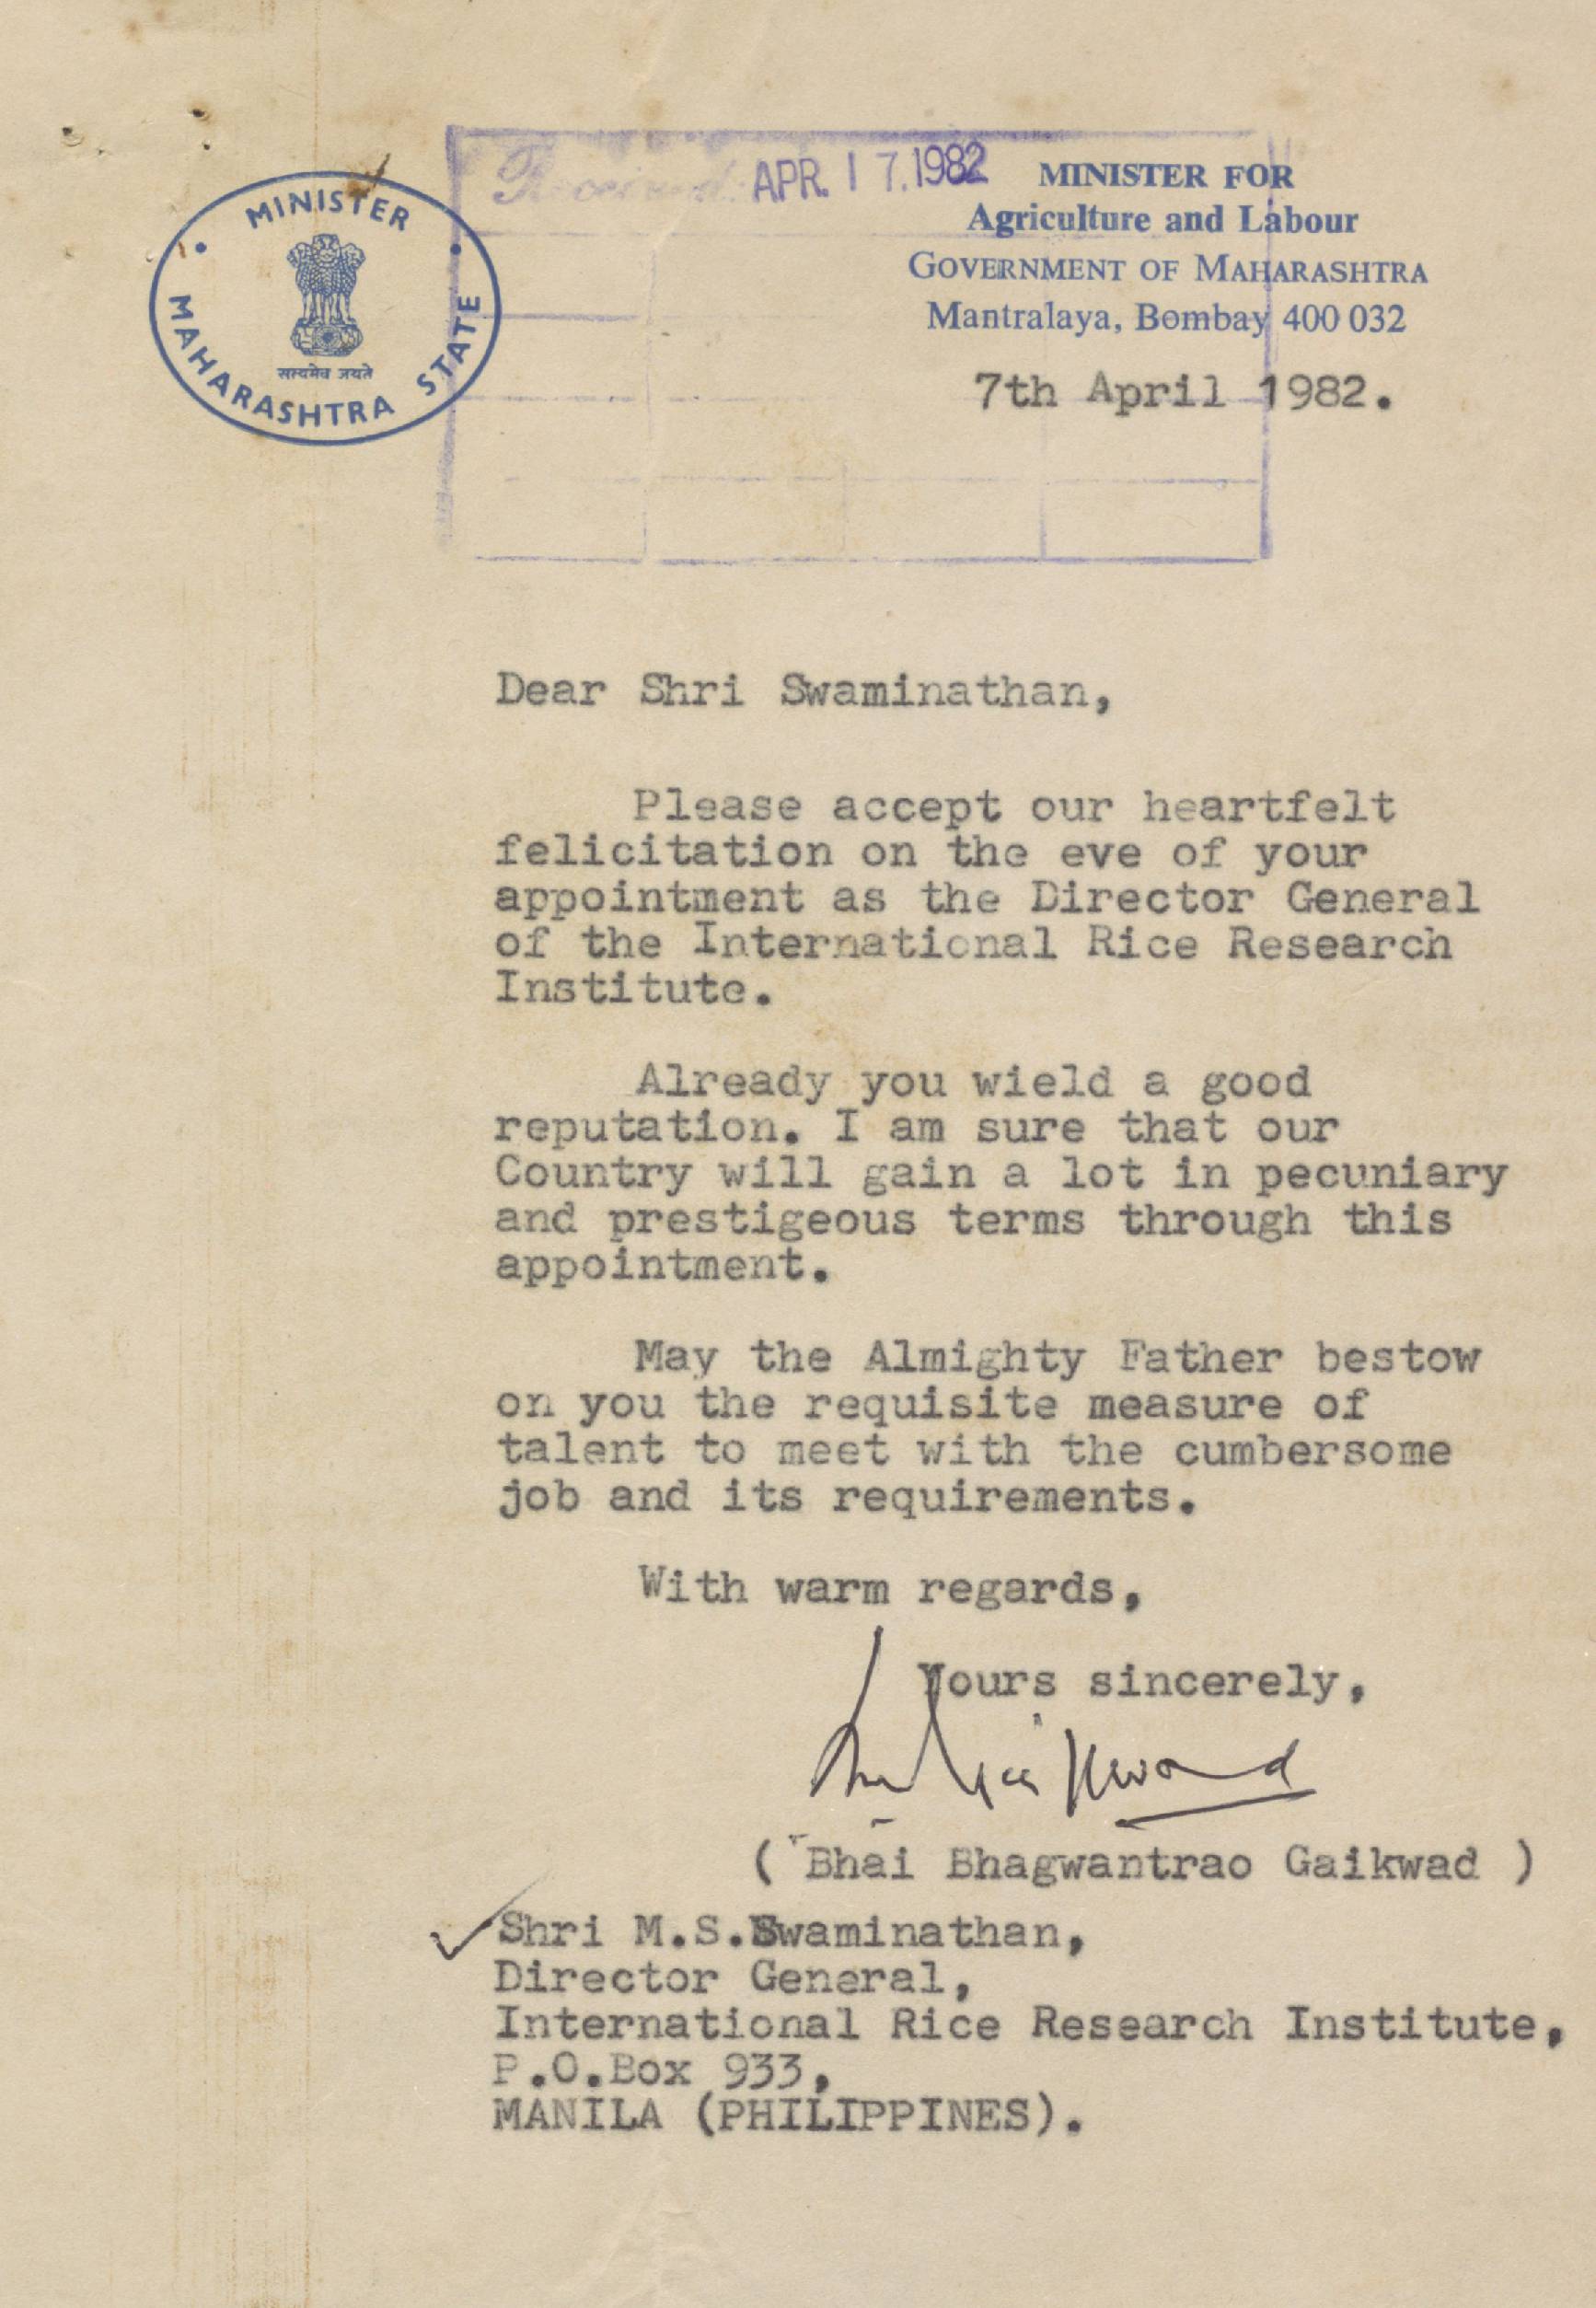 MINISTER
MAHARASHTRA STATE
सत्यमेव जयते
Received: APR. 17.1982
MINISTER FOR
Agriculture and Labour
GOVERNMENT OF MAHARASHTRA
Mantralaya, Bombay 400 032
7th April 1982.
Dear Shri Swaminathan,
Please accept our heartfelt
felicitation on the eve of your
appointment as the Director General
of the International Rice Research
Institute.
Already you wield a good
reputation. I am sure that our
Country will gain a lot in pecuniary
and prestigeous terms through this
appointment.
May the Almighty Father bestow
on you the requisite measure of
talent to meet with the cumbersome
job and its requirements.
With warm regards,
Yours sincerely,
( Bhai Bhagwantrao Gaikwad )
Shri M.S.Swaminathan,
Director General,
International Rice Research Institute,
P.O.Box 933,
MANILA (PHILIPPINES).